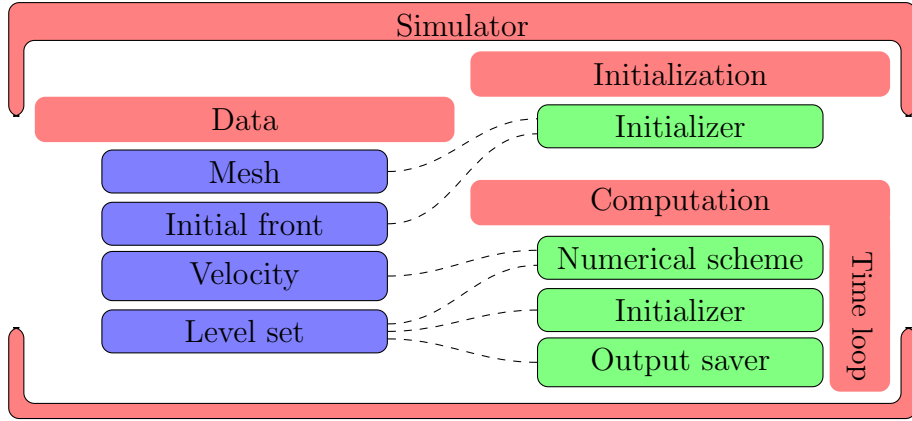 Simulator
Data
Mesh
Initial front
Velocity
Level set
Initialization
Initializer
Computation
Numerical scheme
Initializer
Output saver
Time loop